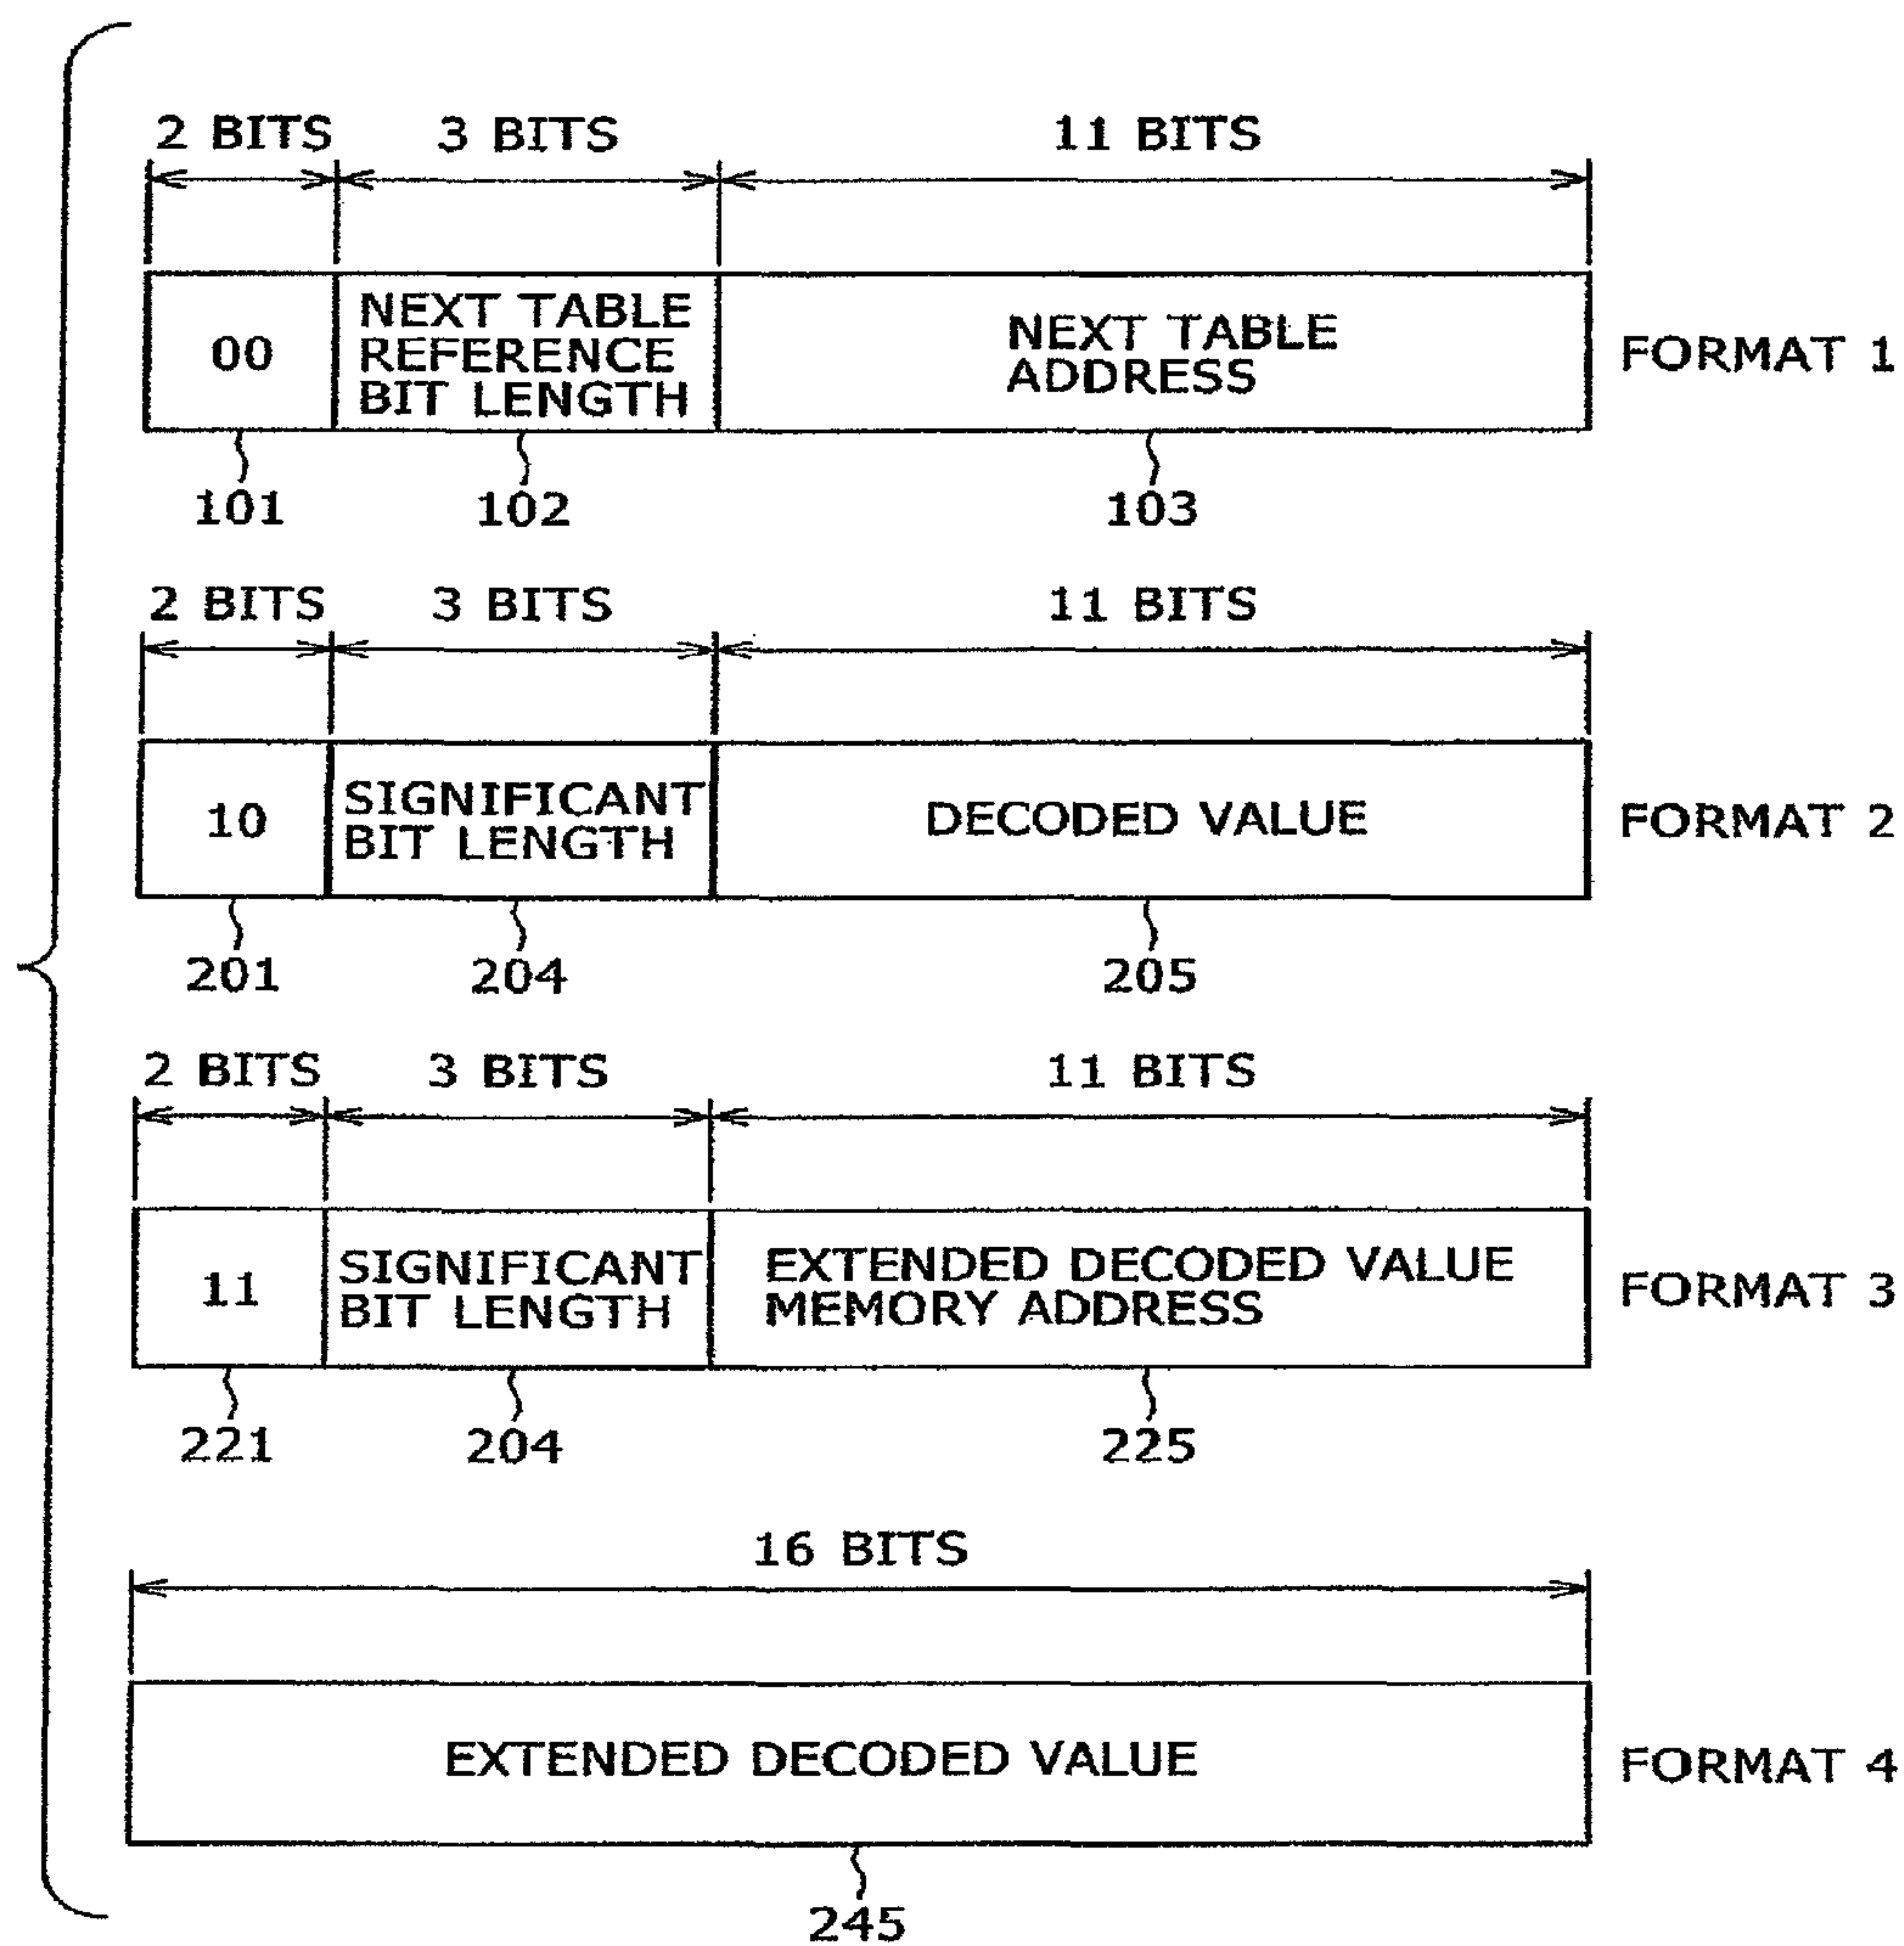 2 BITS 3 BITS 11 BITS
00
NEXT TABLE
REFERENCE
BIT LENGTH
NEXT TABLE
ADDRESS
FORMAT 1
101 102 103
2 BITS 3 BITS 11 BITS
10
SIGNIFICANT
BIT LENGTH
DECODED VALUE
FORMAT 2
201 204 205
2 BITS 3 BITS 11 BITS
11
SIGNIFICANT
BIT LENGTH
EXTENDED DECODED VALUE
MEMORY ADDRESS
FORMAT 3
221 204 225
16 BITS
EXTENDED DECODED VALUE
FORMAT 4
245